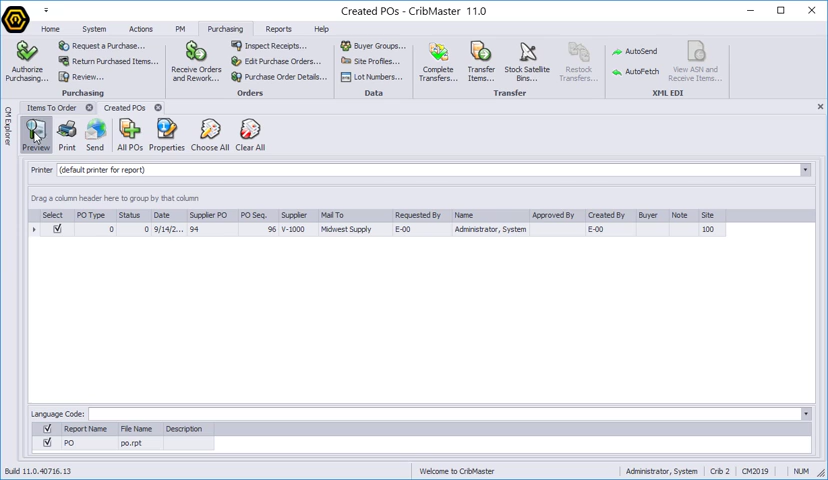 Created POs - CribMaster 11.0
Home System Actions PM Purchasing Reports Help
Authorize Purchasing...
Request a Purchase...
Return Purchased Items...
Review...
Purchasing
Receive Orders and Rework...
Inspect Receipts...
Edit Purchase Orders...
Purchase Order Details...
Orders
Buyer Groups...
Site Profiles...
Lot Numbers...
Data
Complete Transfers...
Transfer Items...
Stock Satellite Bins...
Restock Transfers...
Transfer
AutoSend
AutoFetch
View ASN and Receive Items...
XML EDI
CM Explorer
Items To Order Created POs
Preview Print Send All POs Properties Choose All Clear All
Printer (default printer for report)
Drag a column header here to group by that column
Select PO Type Status Date Supplier PO PO Seq. Supplier Mail To Requested By Name Approved By Created By Buyer Note Site
0 0 9/14/2... 94 96 V-1000 Midwest Supply E-00 Administrator, System E-00 100
Language Code:
Report Name File Name Description
PO po.rpt
Build 11.0.40716.13 Welcome to CribMaster Administrator, System Crib 2 CM2019 NUM